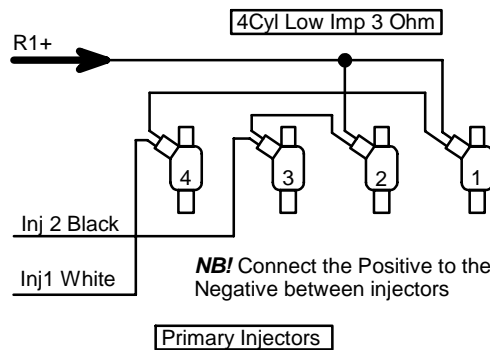 4Cyl Low Imp 3 Ohm
R1+
4
3
2
1
Inj 2 Black
Inj1 White
NB! Connect the Positive to the
Negative between injectors
Primary Injectors